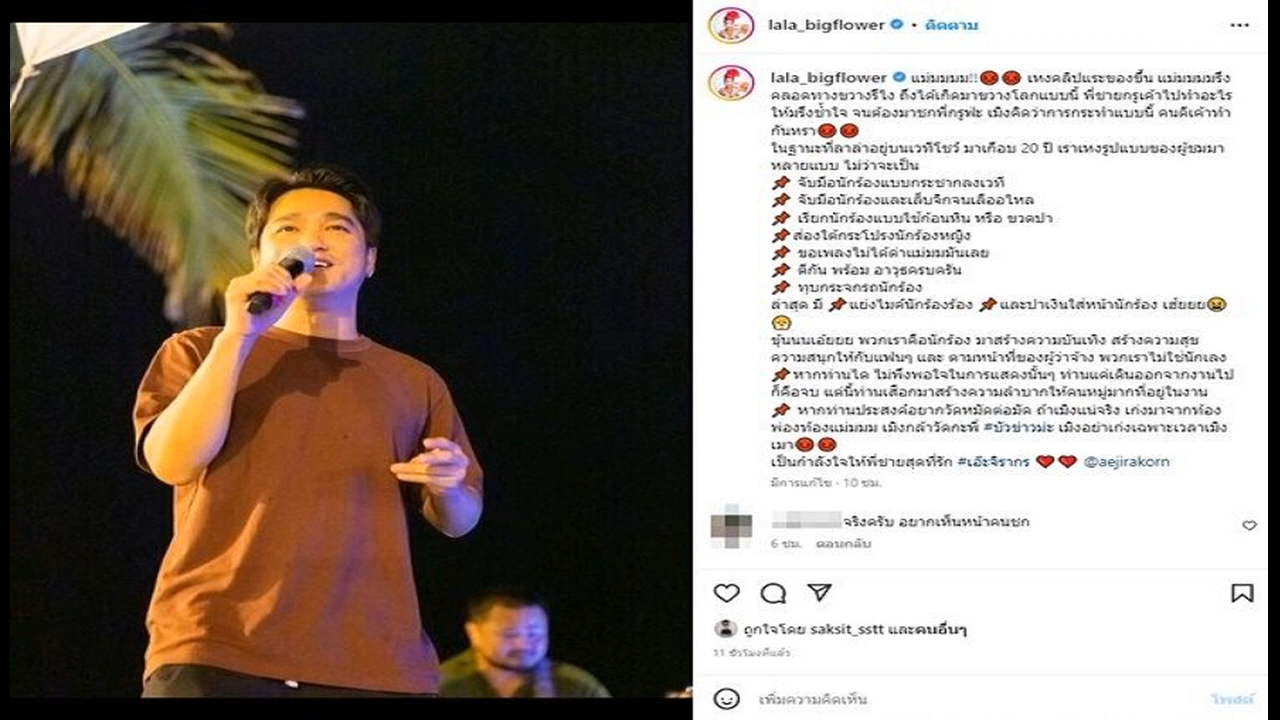 lala_bigflower • ติดตาม
lala_bigflower แม่มมมม!!😡😡 เหงคลิปแระของขึ้น แม่มมมมรึง
คลอดทางขวางรึไง ถึงได้เกิดมาขวางโลกแบบนี้ พี่ชายกรูเค้าไปทำอะไร
ให้มรึงช้ำใจ จนต้องมาชกพี่กรูฟ่ะ เมิงคิดว่าการกระทำแบบนี้ คนดีเค้าทำ
กันหรา😡😡
ในฐานะที่ลาล่าอยู่บนเวทีโชว์ มาเกือบ 20 ปี เราเหงรูปแบบของผู้ชมมา
หลายแบบ ไม่ว่าจะเป็น
📌 จับมือนักร้องแบบกระชากลงเวที
📌 จับมือนักร้องและเล็บจิกจนเลือดไหล
📌 เรียกนักร้องแบบใช้ก้อนหิน หรือ ขวดปา
📌ส่องใต้กระโปรงนักร้องหญิง
📌 ขอเพลงไม่ได้ด่าแม่มมมันเลย
📌 ตีกัน พร้อม อาวุธครบครัน
📌 ทุบกระจกรถนักร้อง
ล่าสุด มี 📌แย่งไมค์นักร้องร้อง 📌และปาเงินใส่หน้านักร้อง เฮ้ยยย😫
😤
ชุ้นนนเอ้ยยย พวกเราคือนักร้อง มาสร้างความบันเทิง สร้างความสุข
ความสนุกให้กับแฟนๆ และ ตามหน้าที่ของผู้ว่าจ้าง พวกเราไม่ใช่นักเลง
📌หากท่านใด ไม่พึงพอใจในการแสดงนั้นๆ ท่านแค่เดินออกจากงานไป
ก็คือจบ แต่นี่ท่านเสือกมาสร้างความลำบากให้คนหมู่มากที่อยู่ในงาน
📌 หากท่านประสงค์อยากวัดหมัดต่อมัด ถ้าเมิงแน่จริง เก่งมาจากท้อง
พ่องท้องแม่มมม เมิงกล้าวัดกะพี่ #บัวขาวม่ะ เมิงอย่าเก่งเฉพาะเวลาเมิง
เมา😡😡
เป็นกำลังใจให้พี่ชายสุดที่รัก #เอ๊ะจิรากร ❤️❤️ @aejirakorn
มีการแก้ไข · 10 ชม.
จริงครับ อยากเห็นหน้าคนชก
6 ชม. ตอบกลับ
ถูกใจโดย saksit_sstt และคนอื่นๆ
11 ชั่วโมงที่แล้ว
เพิ่มความคิดเห็น
โพสต์